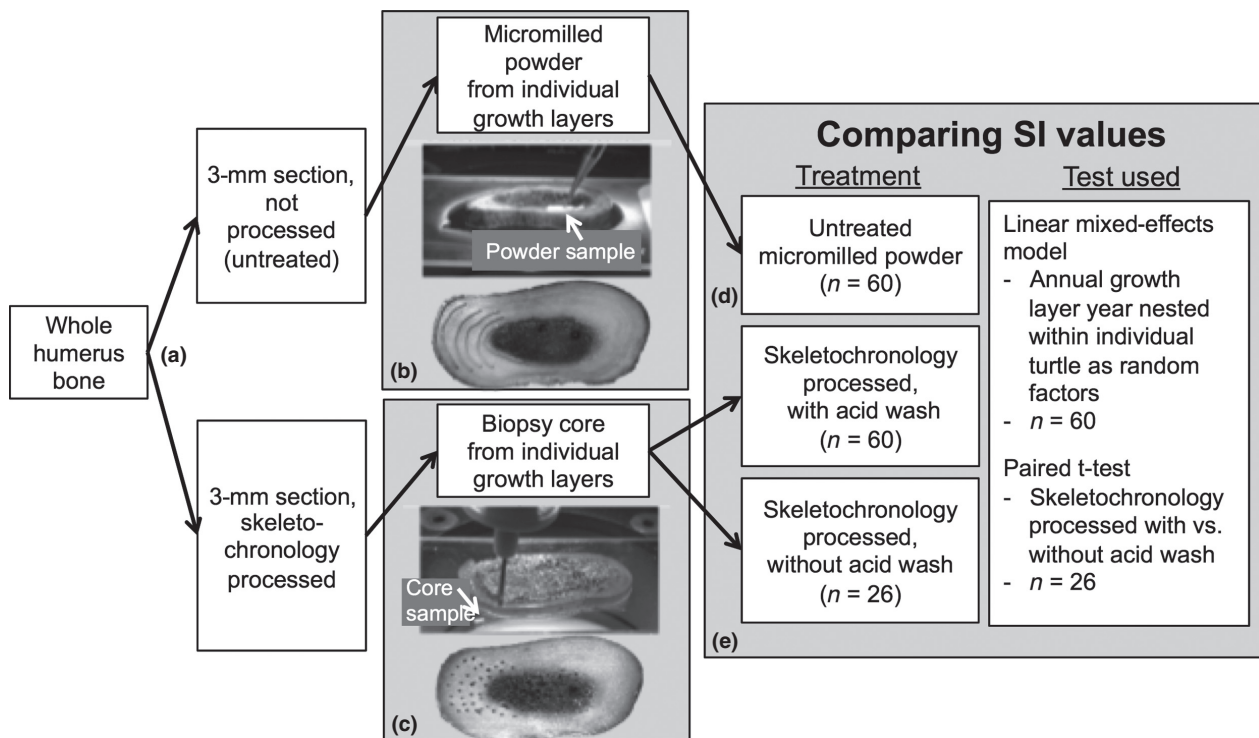 Whole
humerus
bone
(a)
3-mm section,
not
processed
(untreated)
3-mm section,
skeleto-
chronology
processed
Micromilled
powder
from individual
growth layers
Powder sample
(b)
Biopsy core
from individual
growth layers
Core
sample
(c)
Comparing SI values
Treatment
Untreated
micromilled powder
(n = 60)
(d)
Skeletochronology
processed,
with acid wash
(n = 60)
Skeletochronology
processed,
without acid wash
(n = 26)
(e)
Test used
Linear mixed-effects
model
- Annual growth
layer year nested
within individual
turtle as random
factors
- n = 60
Paired t-test
- Skeletochronology
processed with vs.
without acid wash
- n = 26